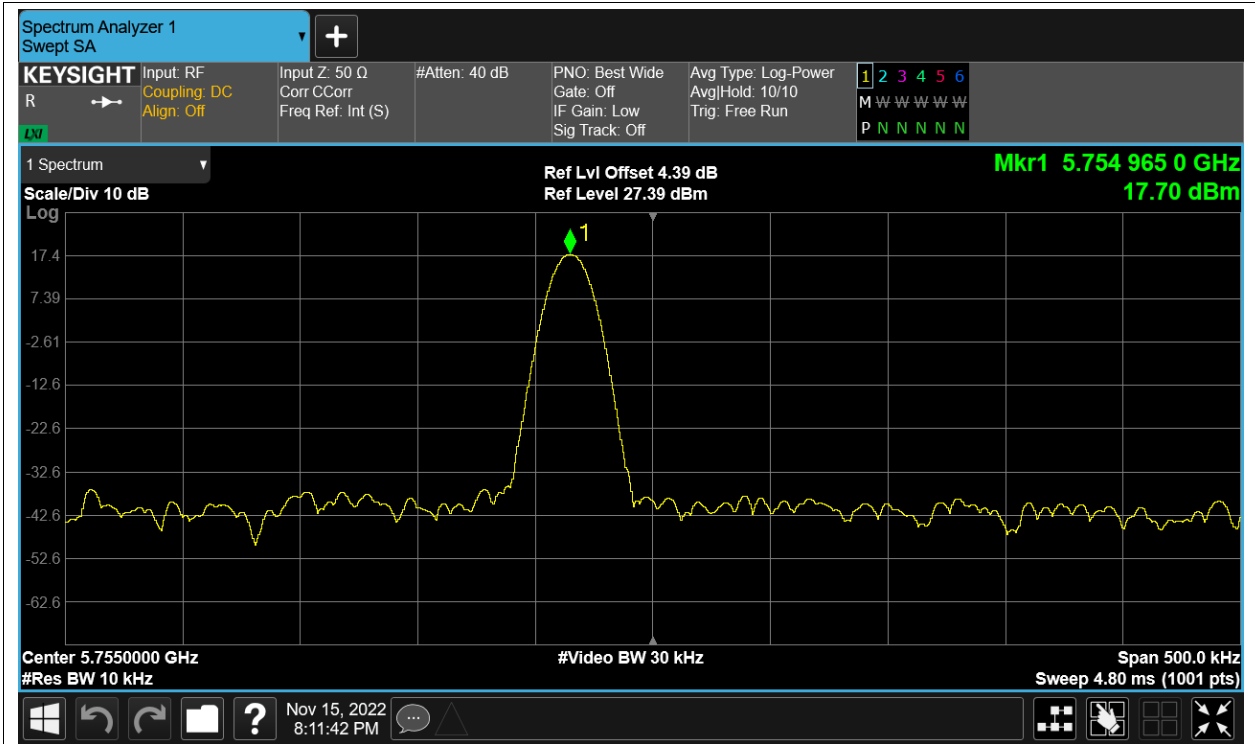 Spectrum Analyzer 1
Swept SA
+
KEYSIGHT
R
LXI
Input: RF
Coupling: DC
Align: Off
Input Z: 50 Ω
Corr CCorr
Freq Ref: Int (S)
#Atten: 40 dB
PNO: Best Wide
Gate: Off
IF Gain: Low
Sig Track: Off
Avg Type: Log-Power
Avg|Hold: 10/10
Trig: Free Run
1 2 3 4 5 6
M W W W W W
P N N N N N
1 Spectrum
Scale/Div 10 dB
Log
Ref Lvl Offset 4.39 dB
Ref Level 27.39 dBm
Mkr1 5.754 965 0 GHz
17.70 dBm
1
17.4
7.39
-2.61
-12.6
-22.6
-32.6
-42.6
-52.6
-62.6
Center 5.7550000 GHz
#Res BW 10 kHz
#Video BW 30 kHz
Span 500.0 kHz
Sweep 4.80 ms (1001 pts)
?
Nov 15, 2022
8:11:42 PM